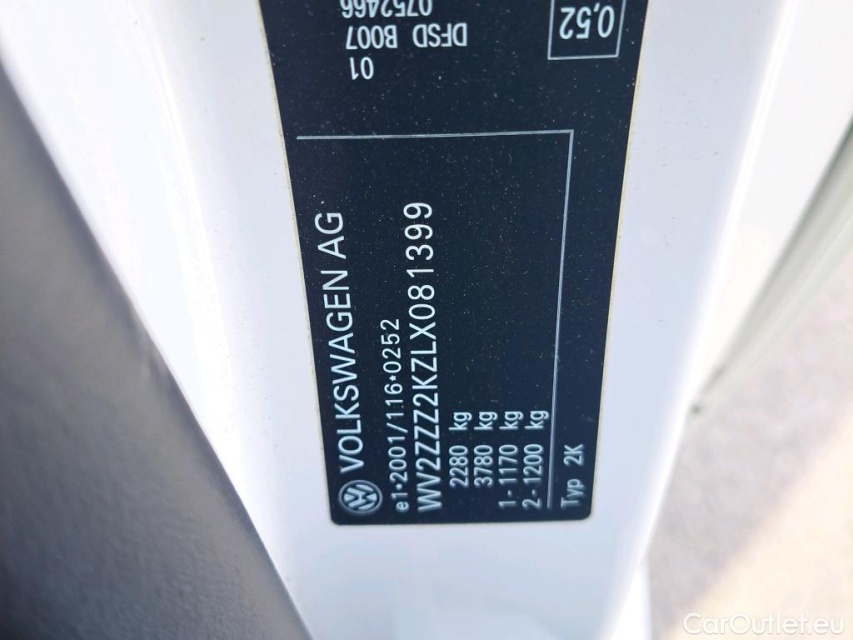 VOLKSWAGEN AG
e1*2001/116*0252
WV2ZZZ2KZLX081399
2280 kg
3780 kg
1- 1170 kg
2- 1200 kg
Typ 2K
01
DFSD B007
0752466
0,52
CarOutlet.eu